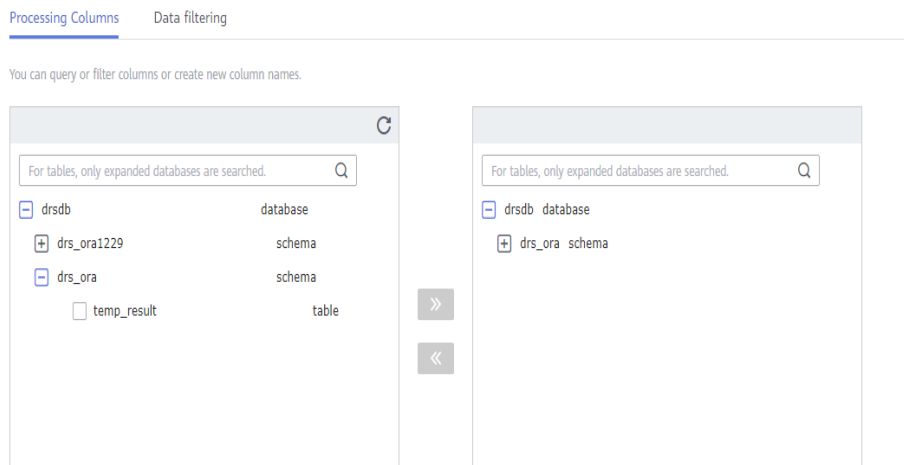 Processing Columns Data filtering
You can query or filter columns or create new column names.
For tables, only expanded databases are searched.
drsdb database
drs_ora1229 schema
drs_ora schema
temp_result table
For tables, only expanded databases are searched.
drsdb database
drs_ora schema